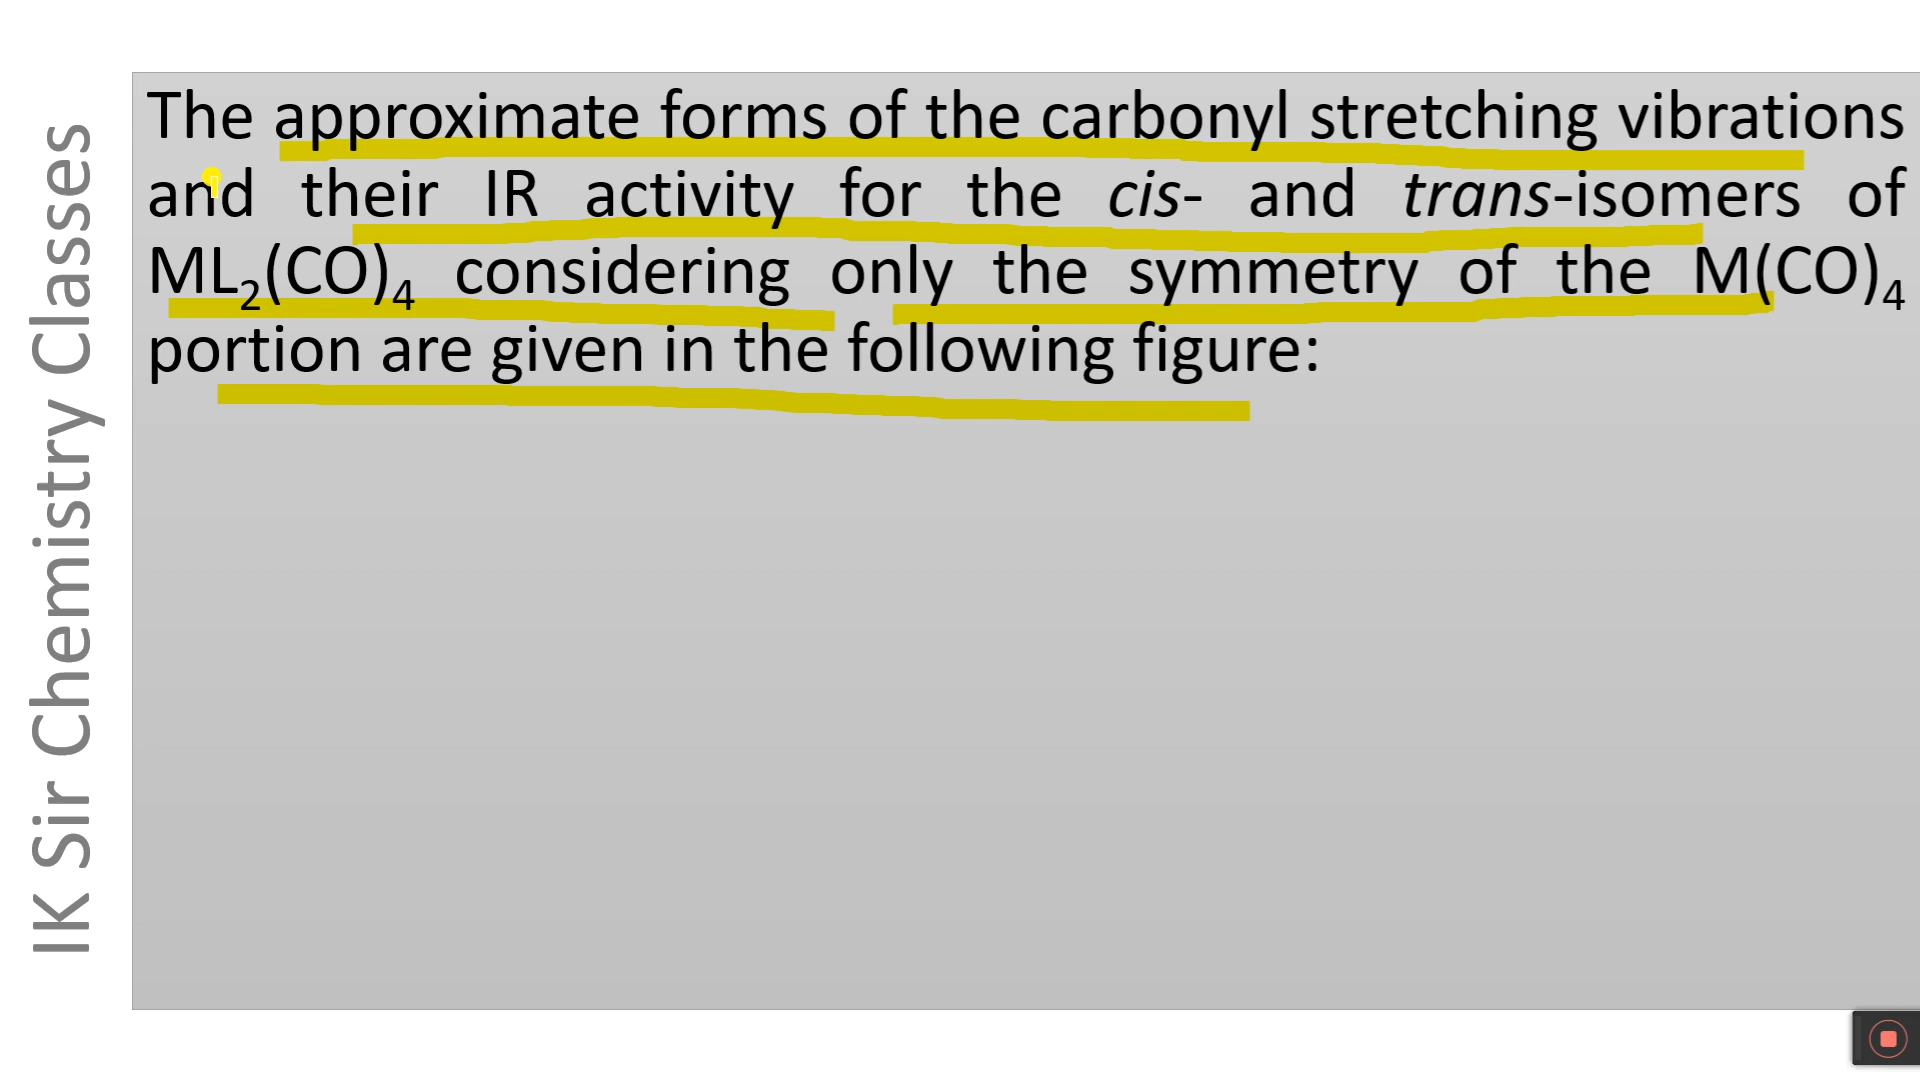 IK Sir Chemistry Classes
The approximate forms of the carbonyl stretching vibrations
and their IR activity for the cis- and trans-isomers of
ML₂(CO)₄ considering only the symmetry of the M(CO)₄
portion are given in the following figure: